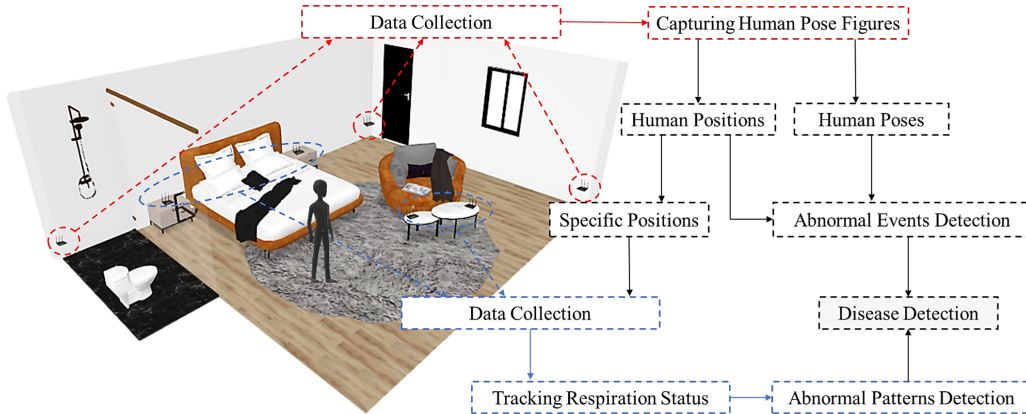 Data Collection
Capturing Human Pose Figures
Human Positions
Human Poses
Specific Positions
Abnormal Events Detection
Data Collection
Disease Detection
Tracking Respiration Status
Abnormal Patterns Detection